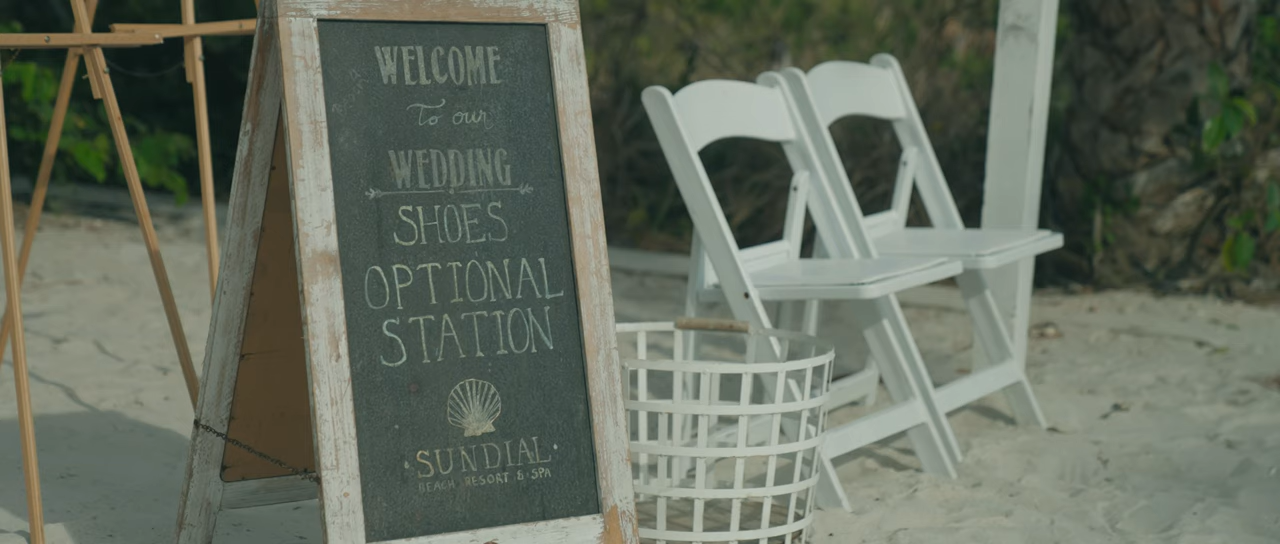 WELCOME
to our
WEDDING
SHOES
OPTIONAL
STATION
· SUNDIAL ·
BEACH RESORT & SPA